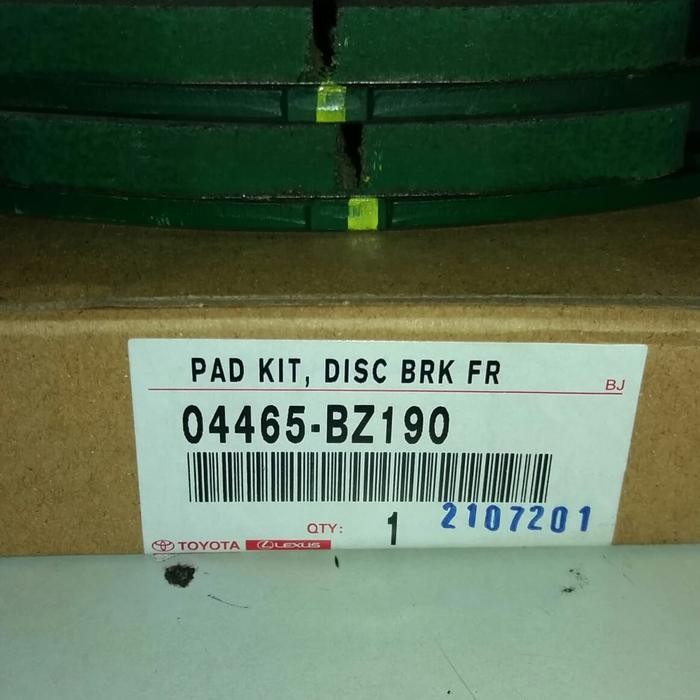 PAD KIT, DISC BRK FR
BJ
04465-BZ190
QTY: 1
2107201
TOYOTA LEXUS